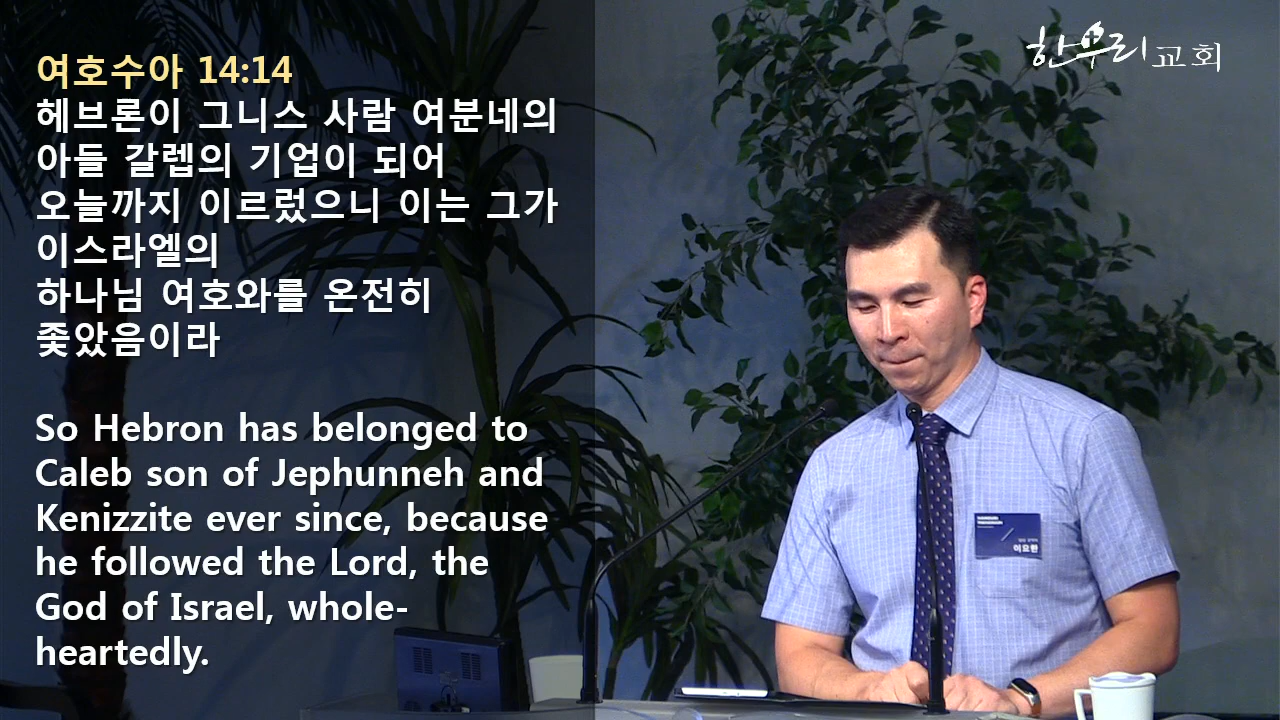 여호수아 14:14
헤브론이 그니스 사람 여분네의
아들 갈렙의 기업이 되어
오늘까지 이르렀으니 이는 그가
이스라엘의
하나님 여호와를 온전히
좇았음이라
So Hebron has belonged to
Caleb son of Jephunneh and
Kenizzite ever since, because
he followed the Lord, the
God of Israel, whole-
heartedly.
한우리교회
이요한